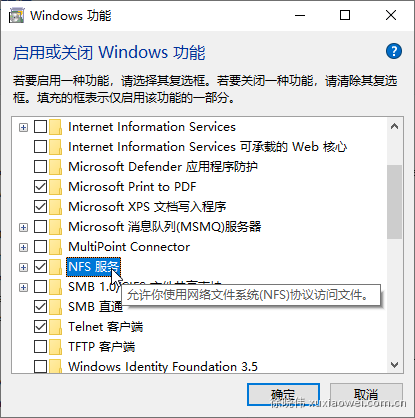 Windows 功能
启用或关闭 Windows 功能
若要启用一种功能，请选择其复选框。若要关闭一种功能，请清除其复选
框。填充的框表示仅启用该功能的一部分。
Internet Information Services
Internet Information Services 可承载的 Web 核心
Microsoft Defender 应用程序防护
Microsoft Print to PDF
Microsoft XPS 文档写入程序
Microsoft 消息队列(MSMQ)服务器
MultiPoint Connector
NFS 服务
SMB 1.0/CIFS 文件共享支持
允许你使用网络文件系统(NFS)协议访问文件。
SMB 直通
Telnet 客户端
TFTP 客户端
Windows Identity Foundation 3.5
确定
取消
徐晓伟 xuxiaowei.com.cn